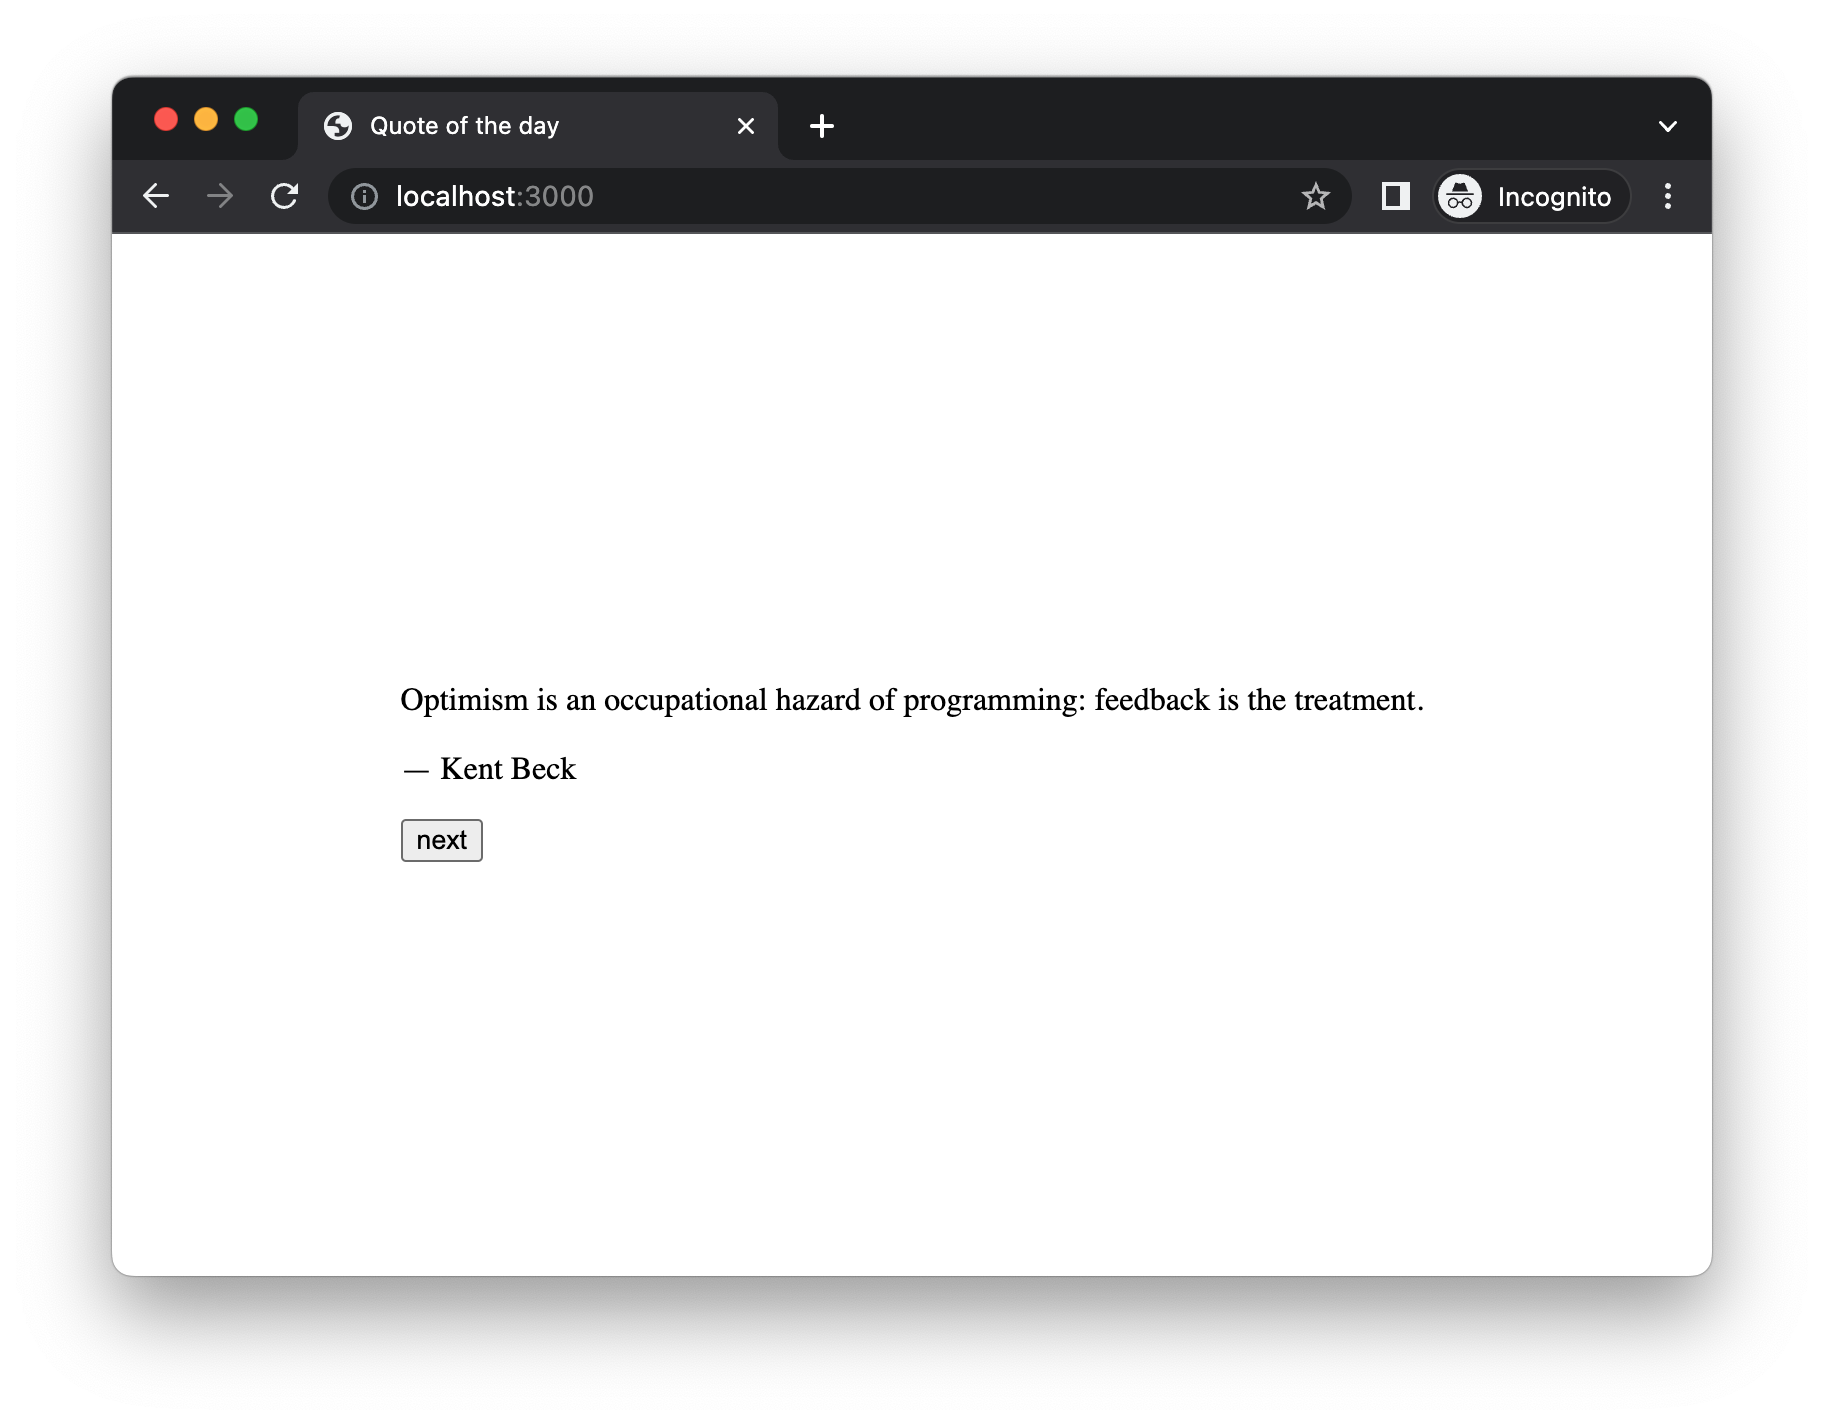 Quote of the day
localhost:3000
Incognito
Optimism is an occupational hazard of programming: feedback is the treatment.
— Kent Beck
next